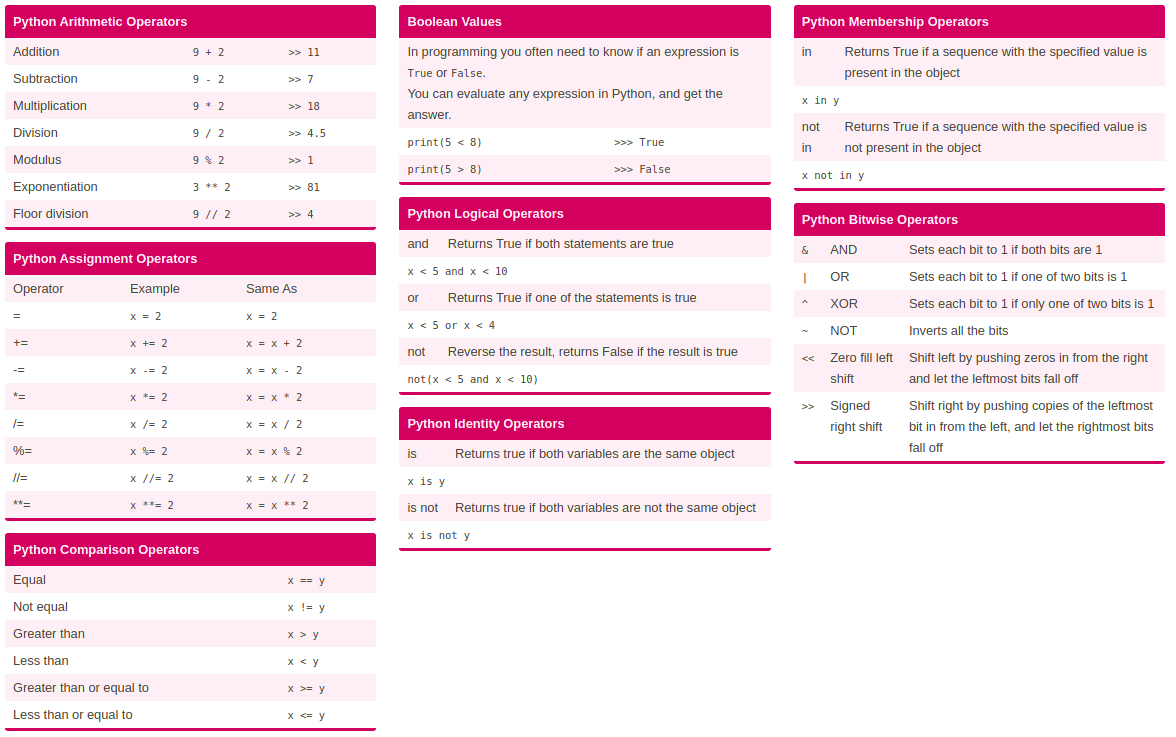 Python Arithmetic Operators
Addition 9 + 2 >> 11
Subtraction 9 - 2 >> 7
Multiplication 9 * 2 >> 18
Division 9 / 2 >> 4.5
Modulus 9 % 2 >> 1
Exponentiation 3 ** 2 >> 81
Floor division 9 // 2 >> 4
Python Assignment Operators
Operator Example Same As
= x = 2 x = 2
+= x += 2 x = x + 2
-= x -= 2 x = x - 2
*= x *= 2 x = x * 2
/= x /= 2 x = x / 2
%= x %= 2 x = x % 2
//= x //= 2 x = x // 2
**= x **= 2 x = x ** 2
Python Comparison Operators
Equal x == y
Not equal x != y
Greater than x > y
Less than x < y
Greater than or equal to x >= y
Less than or equal to x <= y
Boolean Values
In programming you often need to know if an expression is
True or False.
You can evaluate any expression in Python, and get the
answer.
print(5 < 8) >>> True
print(5 > 8) >>> False
Python Logical Operators
and Returns True if both statements are true
x < 5 and x < 10
or Returns True if one of the statements is true
x < 5 or x < 4
not Reverse the result, returns False if the result is true
not(x < 5 and x < 10)
Python Identity Operators
is Returns true if both variables are the same object
x is y
is not Returns true if both variables are not the same object
x is not y
Python Membership Operators
in Returns True if a sequence with the specified value is
present in the object
x in y
not Returns True if a sequence with the specified value is
in not present in the object
x not in y
Python Bitwise Operators
& AND Sets each bit to 1 if both bits are 1
| OR Sets each bit to 1 if one of two bits is 1
^ XOR Sets each bit to 1 if only one of two bits is 1
~ NOT Inverts all the bits
<< Zero fill left Shift left by pushing zeros in from the right
shift and let the leftmost bits fall off
>> Signed Shift right by pushing copies of the leftmost
right shift bit in from the left, and let the rightmost bits
fall off